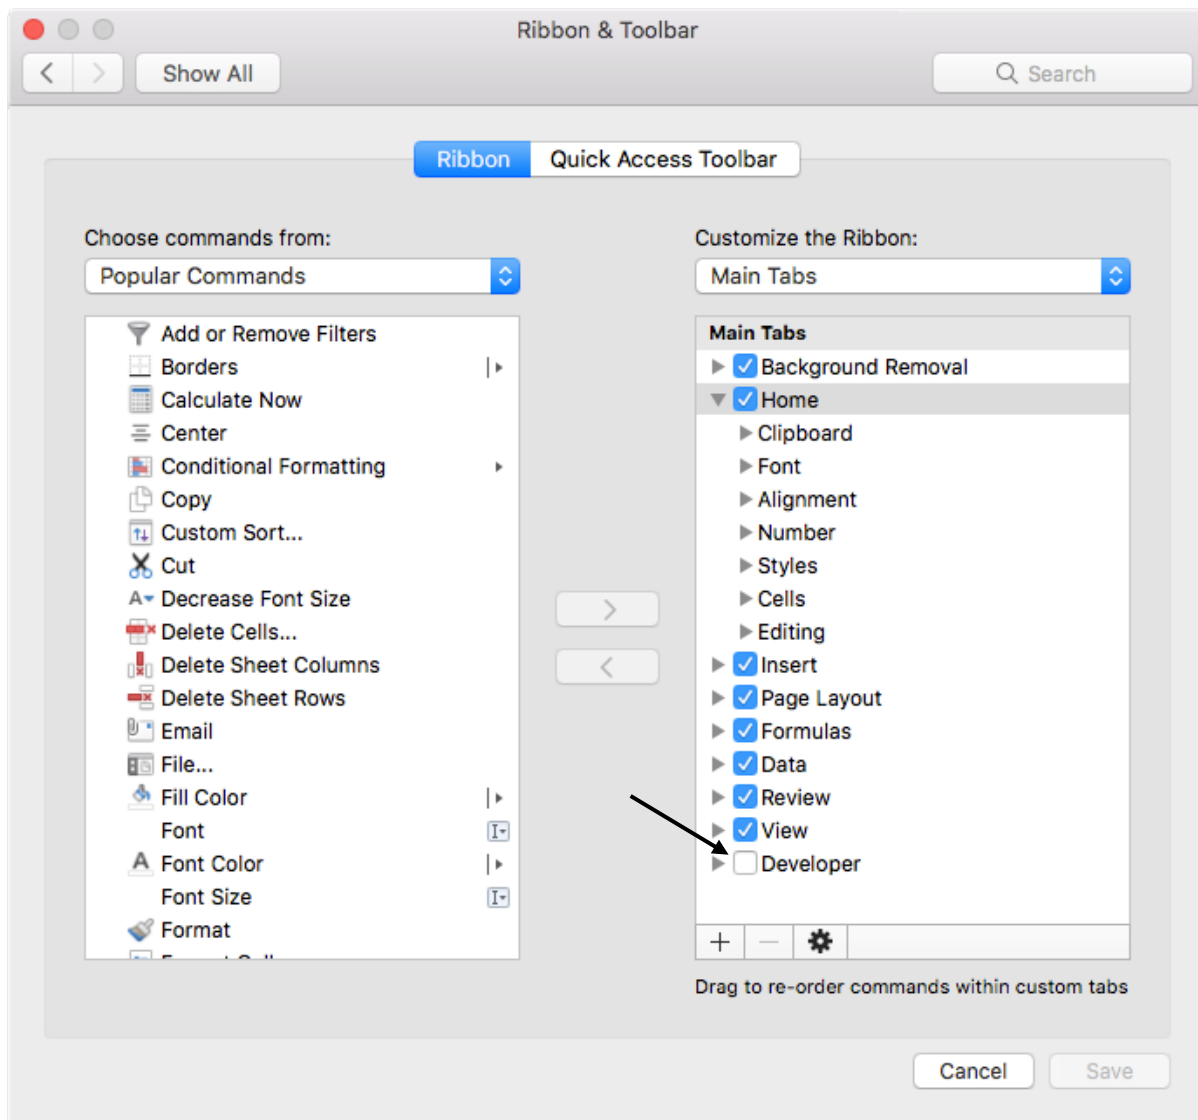 Ribbon & Toolbar
Show All
Search
Ribbon
Quick Access Toolbar
Choose commands from:
Popular Commands
Add or Remove Filters
Borders
Calculate Now
Center
Conditional Formatting
Copy
Custom Sort...
Cut
Decrease Font Size
Delete Cells...
Delete Sheet Columns
Delete Sheet Rows
Email
File...
Fill Color
Font
Font Color
Font Size
Format
Customize the Ribbon:
Main Tabs
Main Tabs
Background Removal
Home
Clipboard
Font
Alignment
Number
Styles
Cells
Editing
Insert
Page Layout
Formulas
Data
Review
View
Developer
Drag to re-order commands within custom tabs
Cancel
Save